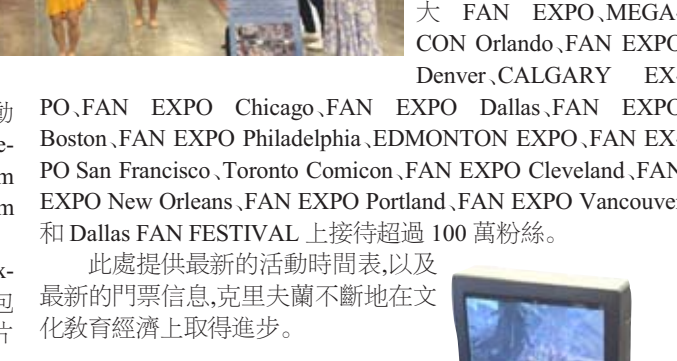 大 FAN EXPO、MEGA-
CON Orlando、FAN EXPO
Denver、CALGARY EX-
PO、FAN EXPO Chicago、FAN EXPO Dallas、FAN EXPO
Boston、FAN EXPO Philadelphia、EDMONTON EXPO、FAN EX-
PO San Francisco、Toronto Comicon、FAN EXPO Cleveland、FAN
EXPO New Orleans、FAN EXPO Portland、FAN EXPO Vancouver
和 Dallas FAN FESTIVAL 上接待超過 100 萬粉絲。
此處提供最新的活動時間表,以及
最新的門票信息,克里夫蘭不斷地在文
化教育經濟上取得進步。
動
e-
m
m
x-
包
片